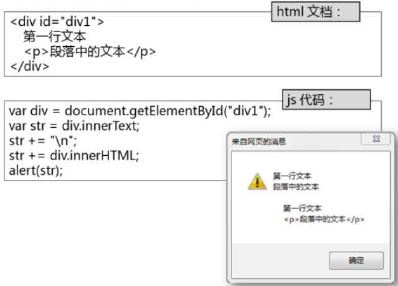 html 文档：
<div id="div1">
第一行文本
<p>段落中的文本</p>
</div>
js 代码：
var div = document.getElementById("div1");
var str = div.innerText;
str += "\n";
str += div.innerHTML;
alert(str);
来自网页的消息
第一行文本
段落中的文本
第一行文本
<p>段落中的文本</p>
确定